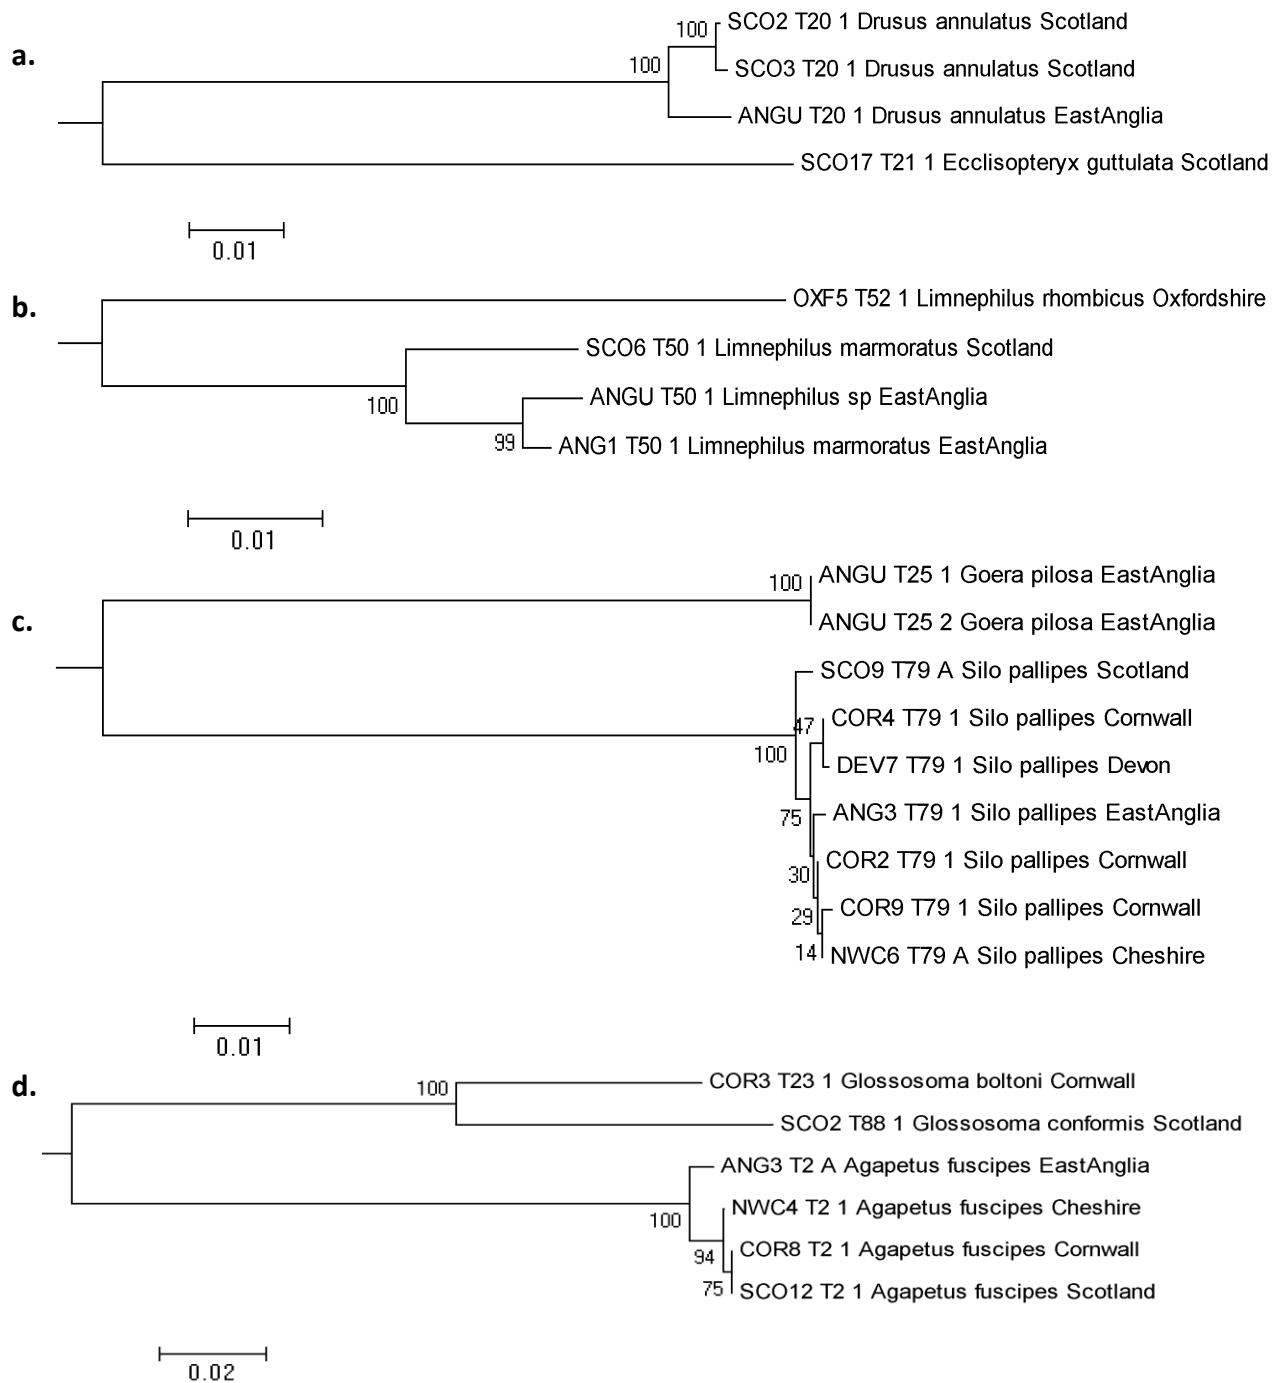 a.
100
SCO2 T20 1 Drusus annulatus Scotland
100
SCO3 T20 1 Drusus annulatus Scotland
ANGU T20 1 Drusus annulatus EastAnglia
SCO17 T21 1 Ecclisopteryx guttulata Scotland
0.01
b.
OXF5 T52 1 Limnephilus rhombicus Oxfordshire
SCO6 T50 1 Limnephilus marmoratus Scotland
100
ANGU T50 1 Limnephilus sp EastAnglia
99
ANG1 T50 1 Limnephilus marmoratus EastAnglia
0.01
c.
100
ANGU T25 1 Goera pilosa EastAnglia
ANGU T25 2 Goera pilosa EastAnglia
SCO9 T79 A Silo pallipes Scotland
47
COR4 T79 1 Silo pallipes Cornwall
100
DEV7 T79 1 Silo pallipes Devon
75
ANG3 T79 1 Silo pallipes EastAnglia
COR2 T79 1 Silo pallipes Cornwall
30
COR9 T79 1 Silo pallipes Cornwall
29
14
NWC6 T79 A Silo pallipes Cheshire
0.01
d.
100
COR3 T23 1 Glossosoma boltoni Cornwall
SCO2 T88 1 Glossosoma conformis Scotland
ANG3 T2 A Agapetus fuscipes EastAnglia
NWC4 T2 1 Agapetus fuscipes Cheshire
100
COR8 T2 1 Agapetus fuscipes Cornwall
94
75
SCO12 T2 1 Agapetus fuscipes Scotland
0.02